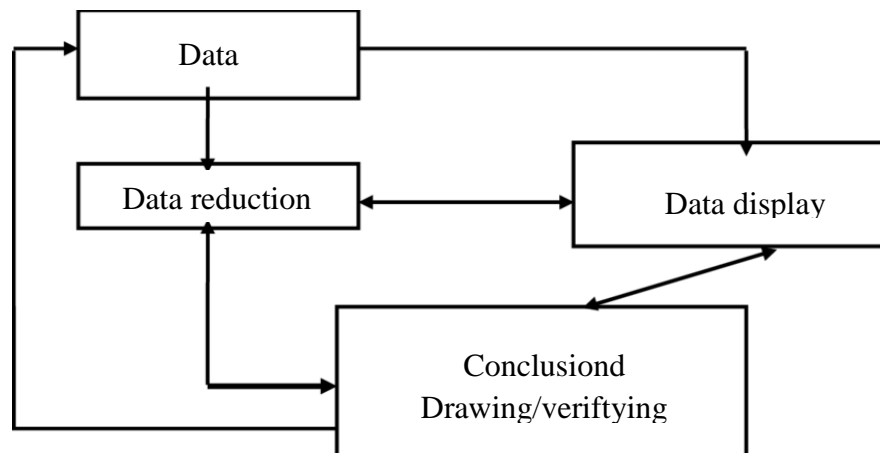 Data
Data reduction
Data display
Conclusiond
Drawing/veriftying